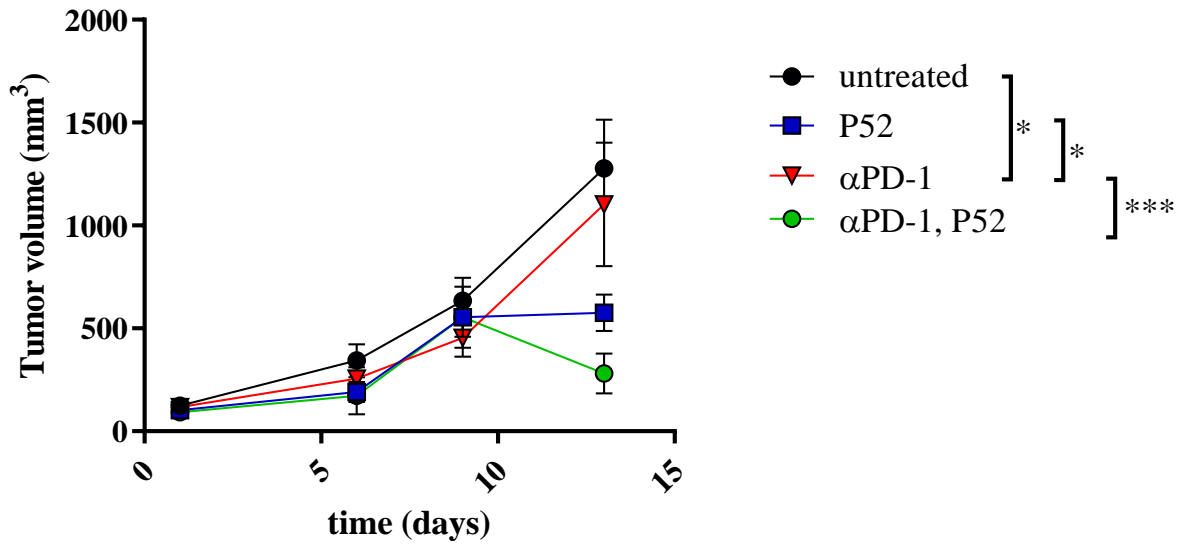 2000
1500
1000
500
0
Tumor volume (mm³)
0
5
10
15
time (days)
untreated
P52
αPD-1
αPD-1, P52
*
*
***